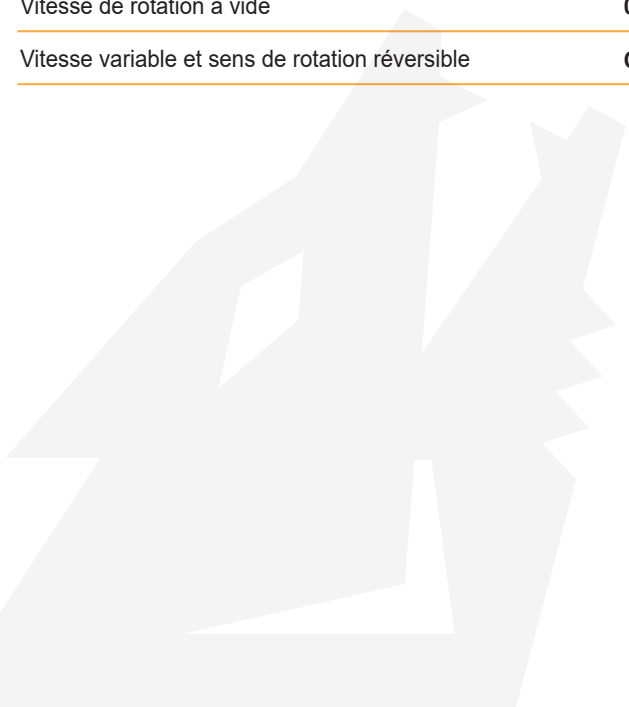 Vitesse de rotation à vide
Vitesse variable et sens de rotation réversible